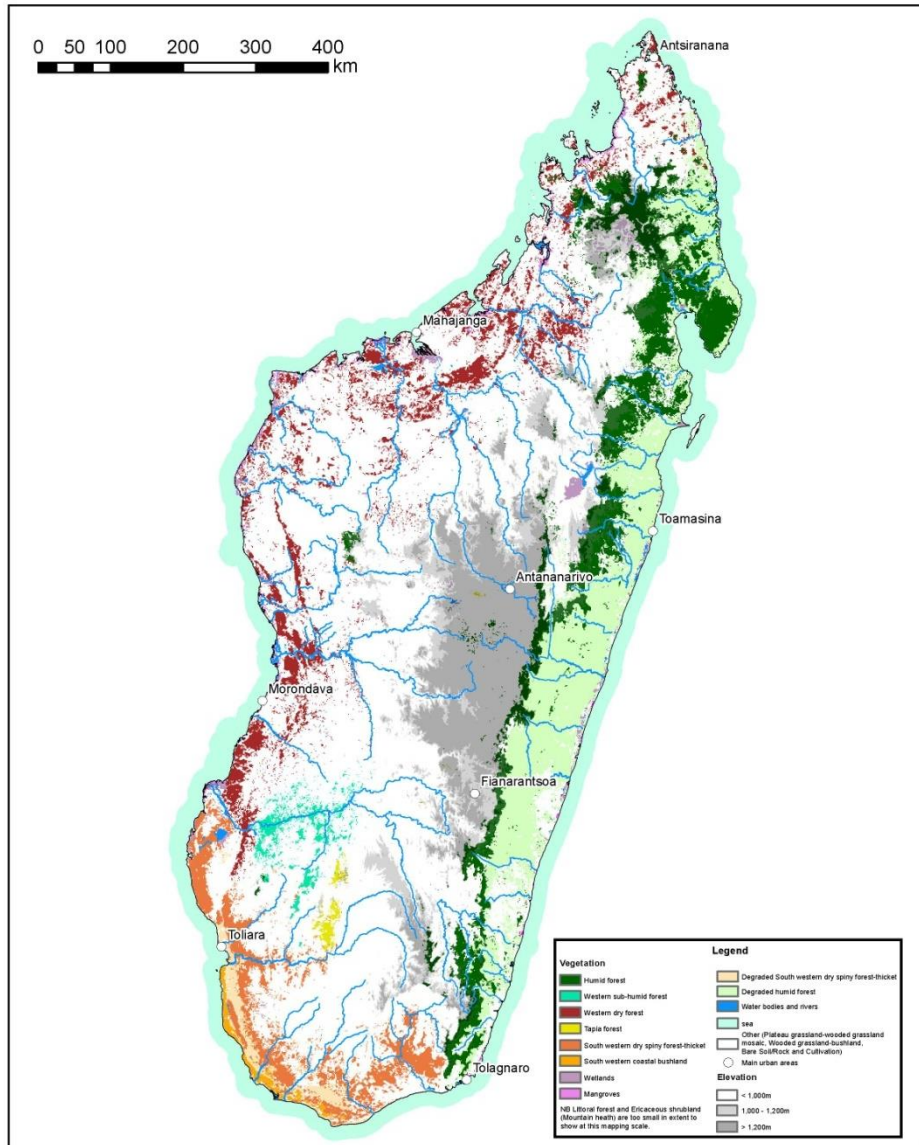 0 50 100 200 300 400
km
Antsiranana
Mahajanga
Toamasina
Antananarivo
Morondava
Fianarantsoa
Toliara
Tolagnaro
Legend
Vegetation
Humid forest
Western sub-humid forest
Western dry forest
Tapia forest
South western dry spiny forest-thicket
South western coastal bushland
Wetlands
Mangroves
NB Littoral forest and Ericaceous shrubland
(Mountain heath) are too small in extent to
show at this mapping scale.
Degraded South western dry spiny forest-thicket
Degraded humid forest
Water bodies and rivers
sea
Other (Plateau grassland-wooded grassland
mosaic, Wooded grassland-bushland,
Bare Soil/Rock and Cultivation)
Main urban areas
Elevation
< 1,000m
1,000 - 1,200m
> 1,200m